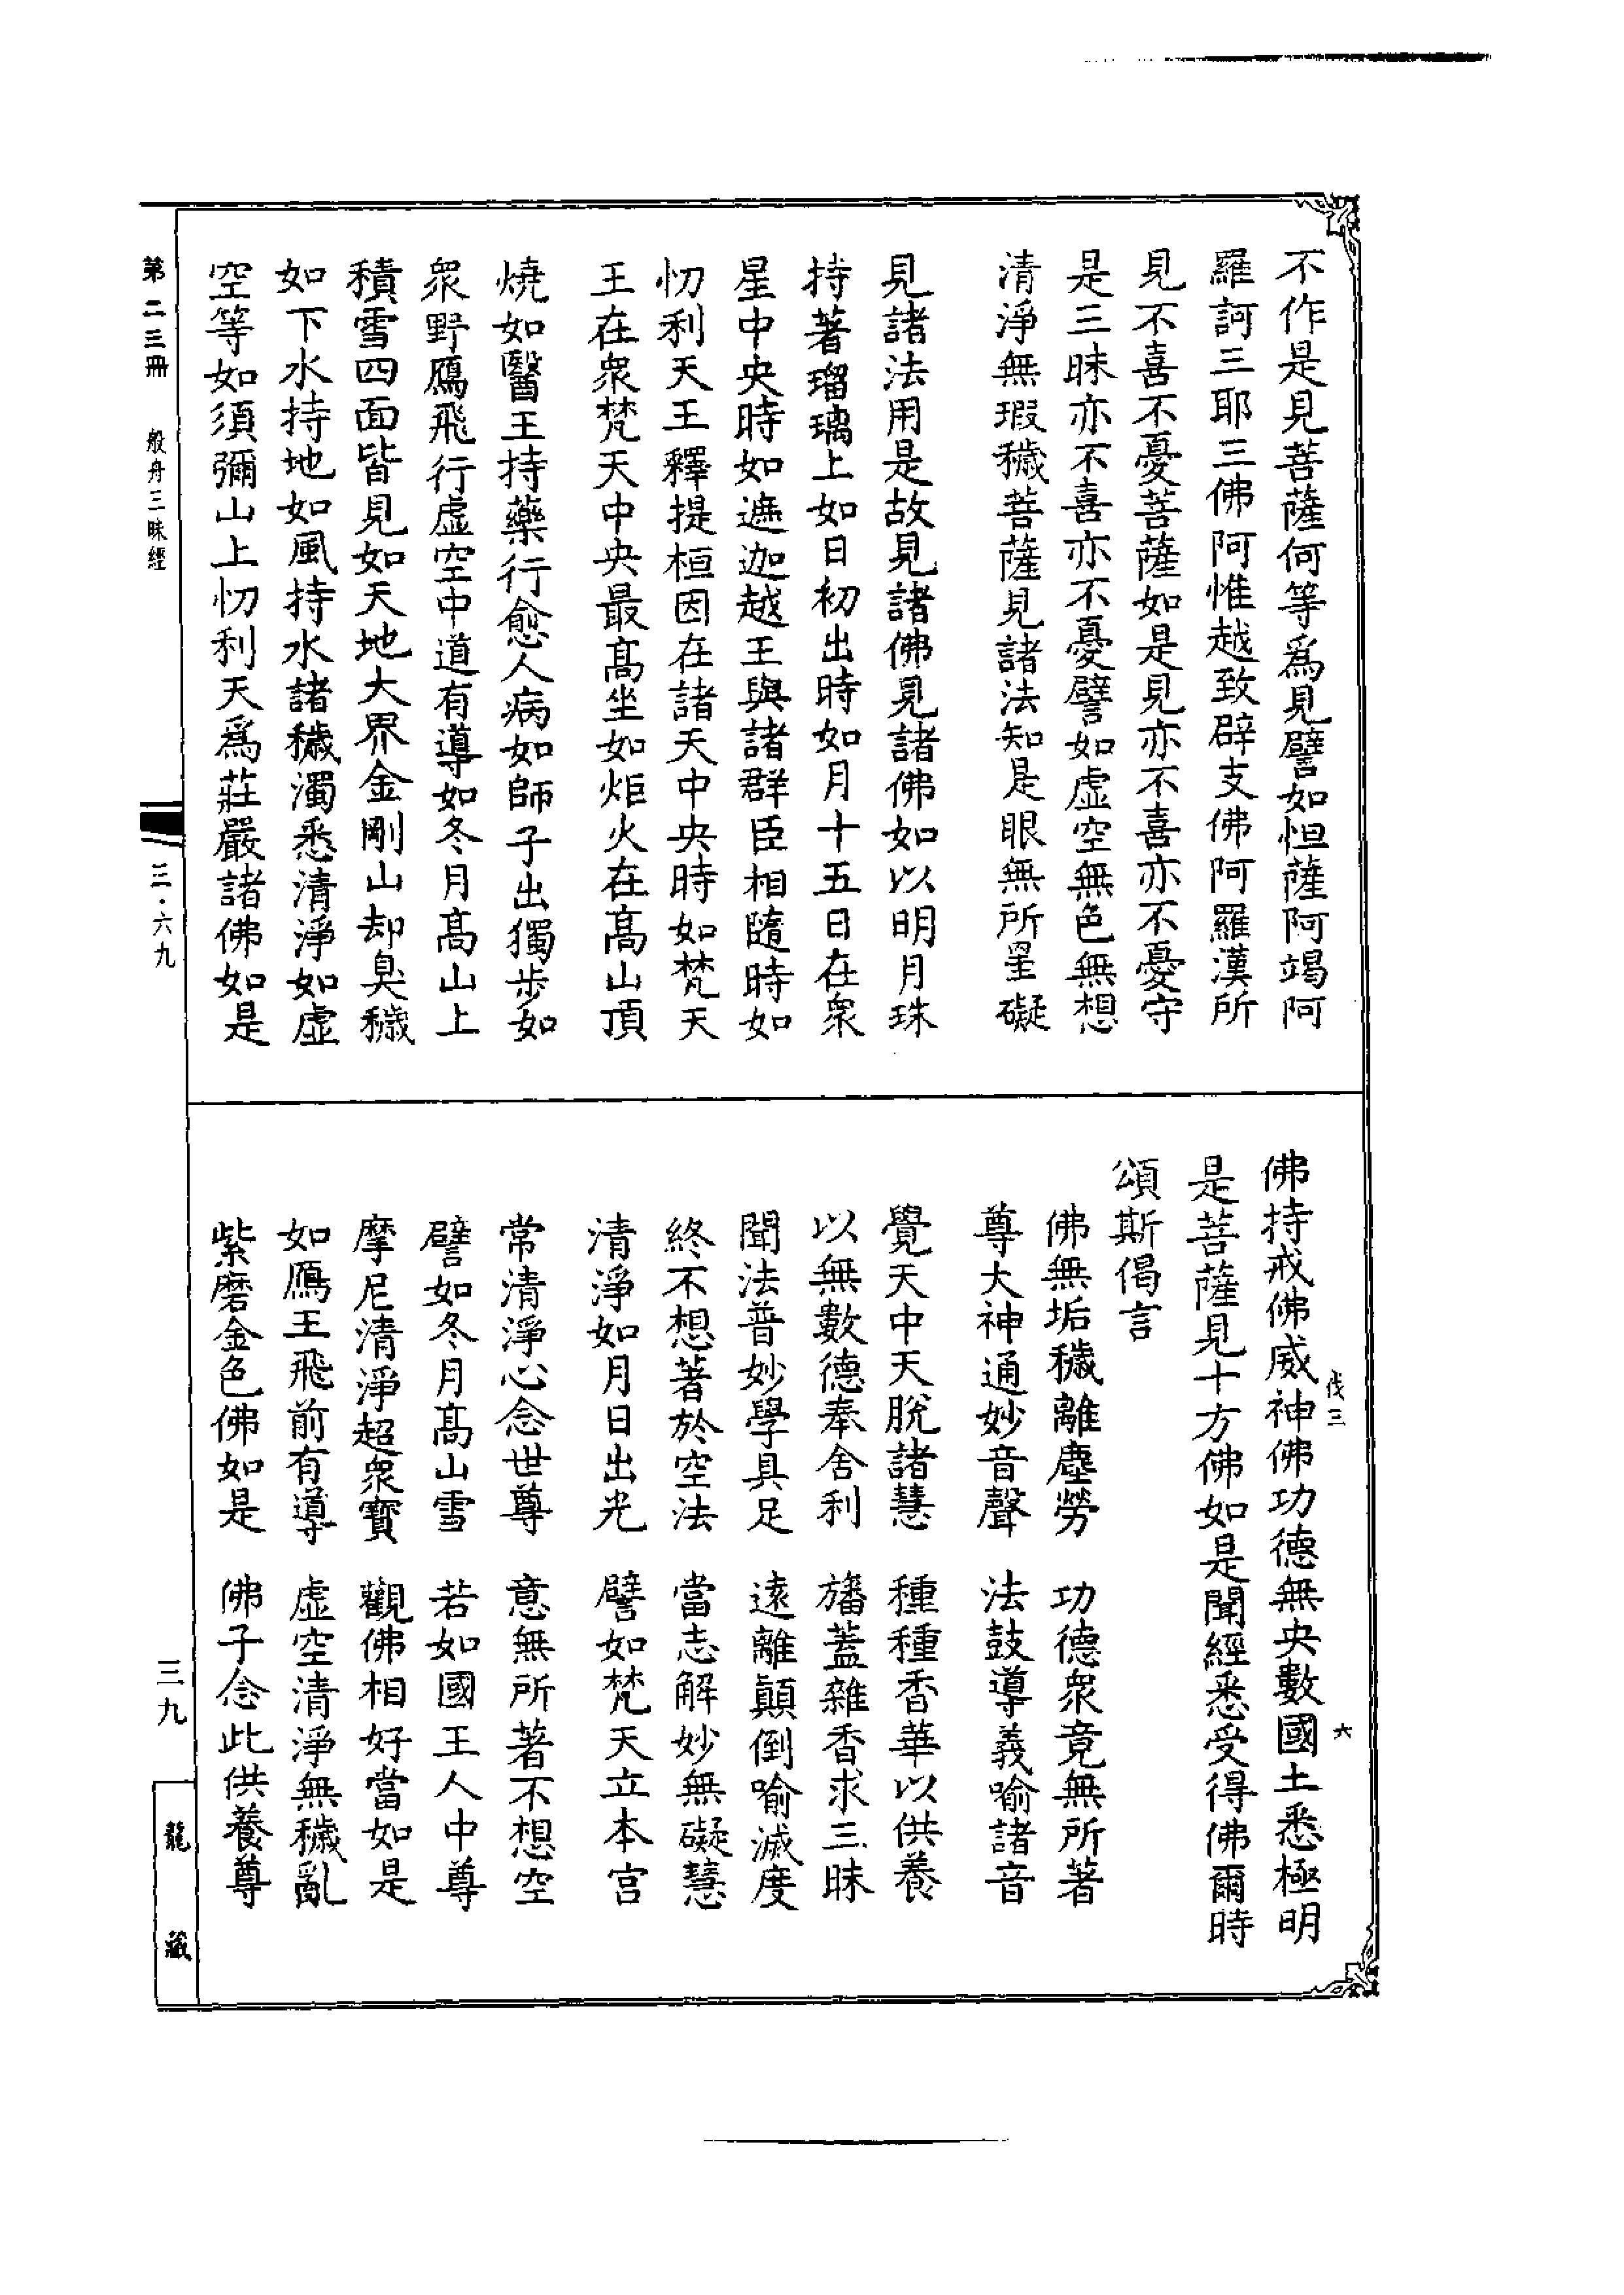 不作是見菩薩何等爲見譬如怛薩阿竭阿
羅訶三耶三佛阿惟越致辟支佛阿羅漢所
見不喜不憂菩薩如是見亦不喜亦不憂守
是三昧亦不喜亦不憂譬如虛空無色無想
清淨無瑕穢菩薩見諸法知是眼無所罣礙
見諸法用是故見諸佛見諸佛如以明月珠
持著瑠璃上如日初出時如月十五日在衆
星中央時如遮迦越王與諸群臣相隨時如
忉利天王釋提桓因在諸天中央時如梵天
王在衆梵天中央最髙坐如炬火在髙山頂
燒如醫王持藥行愈人病如師子出獨步如
衆野鴈飛行虛空中道有導如冬月髙山上
積雪四面皆見如天地大界金剛山却臭穢
如下水持地如風持水諸穢濁悉清淨如虛
空等如須彌山上忉利天爲莊嚴諸佛如是
佛持戒佛威神佛功德無央數國土悉極明
是菩薩見十方佛如是聞經悉受得佛爾時
頌斯偈言
佛無垢穢離塵勞　功德衆竟無所著
尊大神通妙音聲　法鼓導義喻諸音
覺天中天脫諸慧　種種香華以供養
以無數德奉舍利　旛蓋雜香求三昧
聞法普妙學具足　遠離顛倒喻滅度
終不想著於空法　當志解妙無礙慧
清淨如月日出光　譬如梵天立本宮
常清淨心念世尊　意無所著不想空
譬如冬月髙山雪　若如國王人中尊
摩尼清淨超衆寳　觀佛相好當如是
如鴈王飛前有導　虛空清淨無穢亂
紫磨金色佛如是　佛子念此供養尊
伐三
六
第二三冊
般舟三昧經
三·六九
三九
龍藏